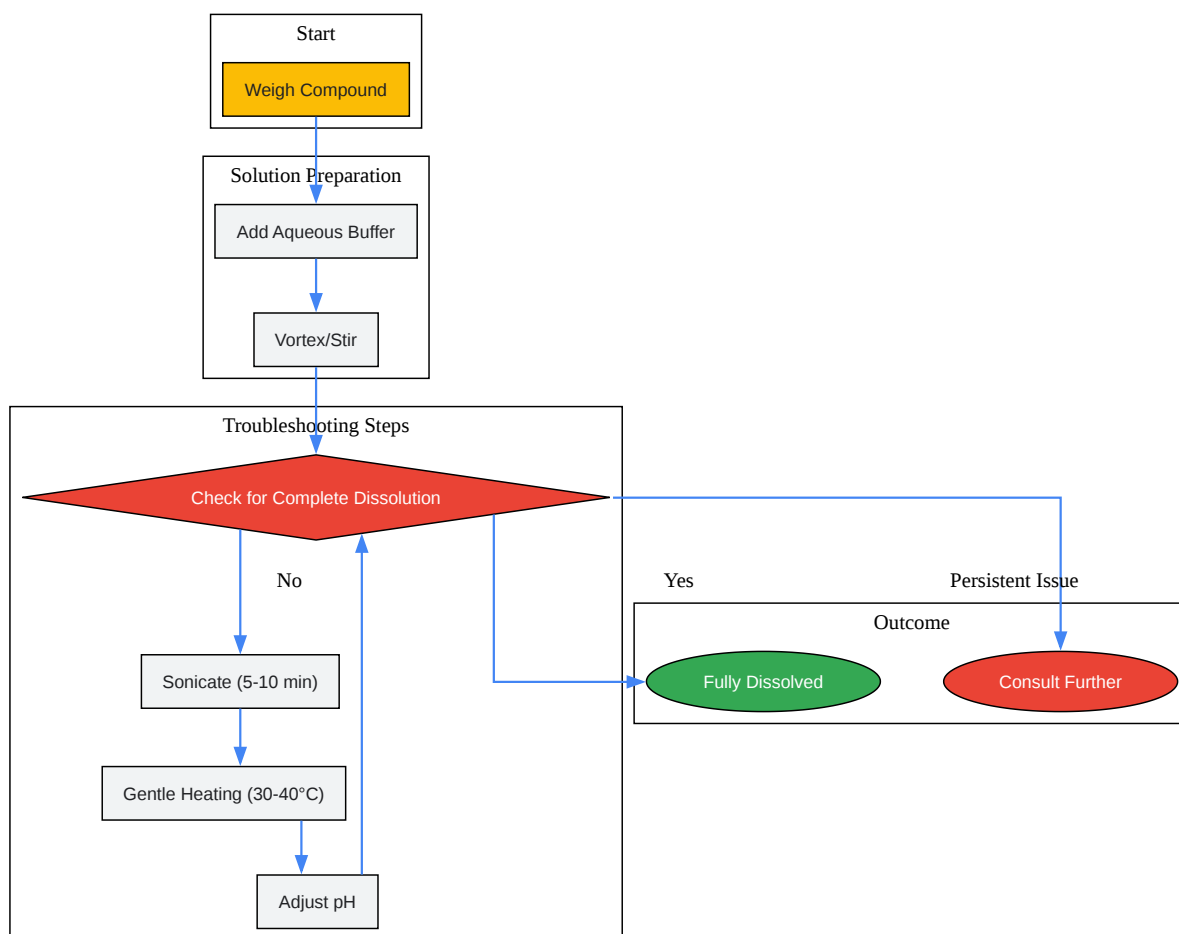 Start
Weigh Compound
Solution Preparation
Add Aqueous Buffer
Vortex/Stir
Troubleshooting Steps
Check for Complete Dissolution
No
Yes
Persistent Issue
Outcome
Sonicate (5-10 min)
Fully Dissolved
Consult Further
Gentle Heating (30-40°C)
Adjust pH